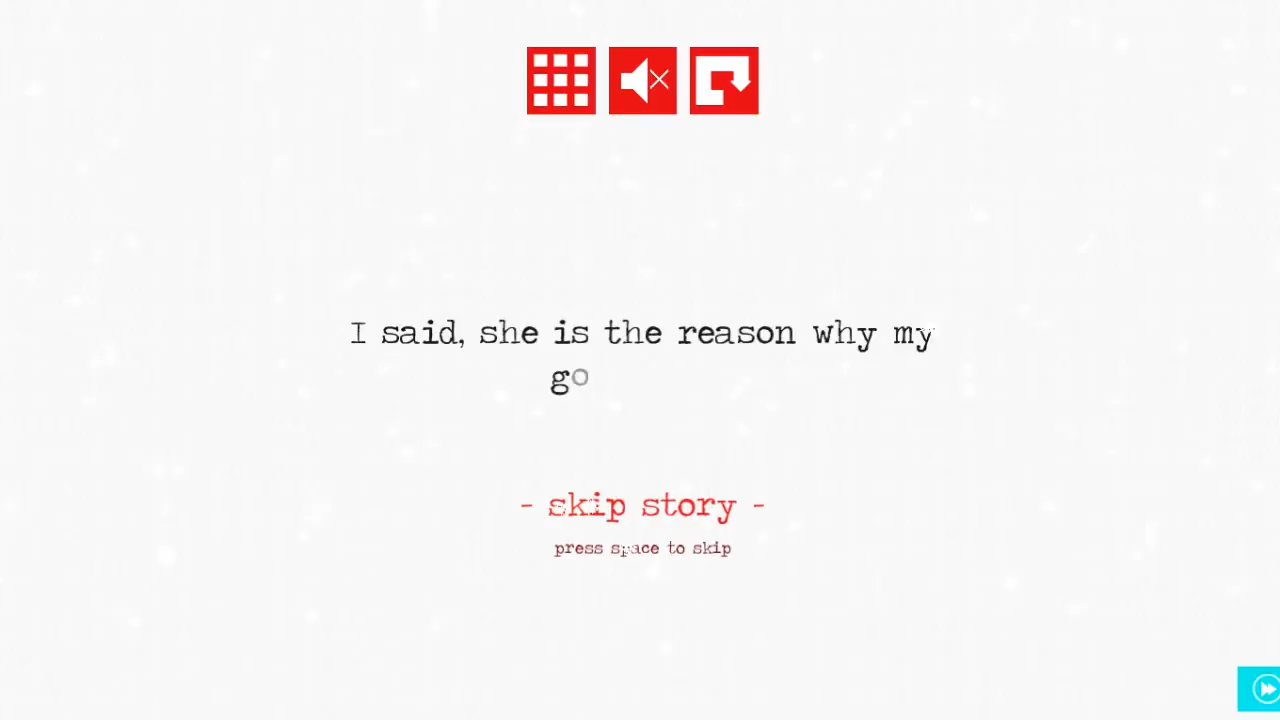 I said, she is the reason why my
go
- skip story -
press space to skip